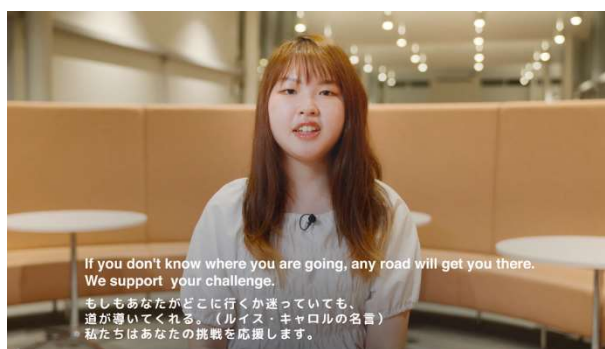 If you don't know where you are going, any road will get you there.
We support your challenge.
もしもあなたがどこに行くか迷っていても、
道が導いてくれる。（ルイス・キャロルの名言）
私たちはあなたの挑戦を応援します。